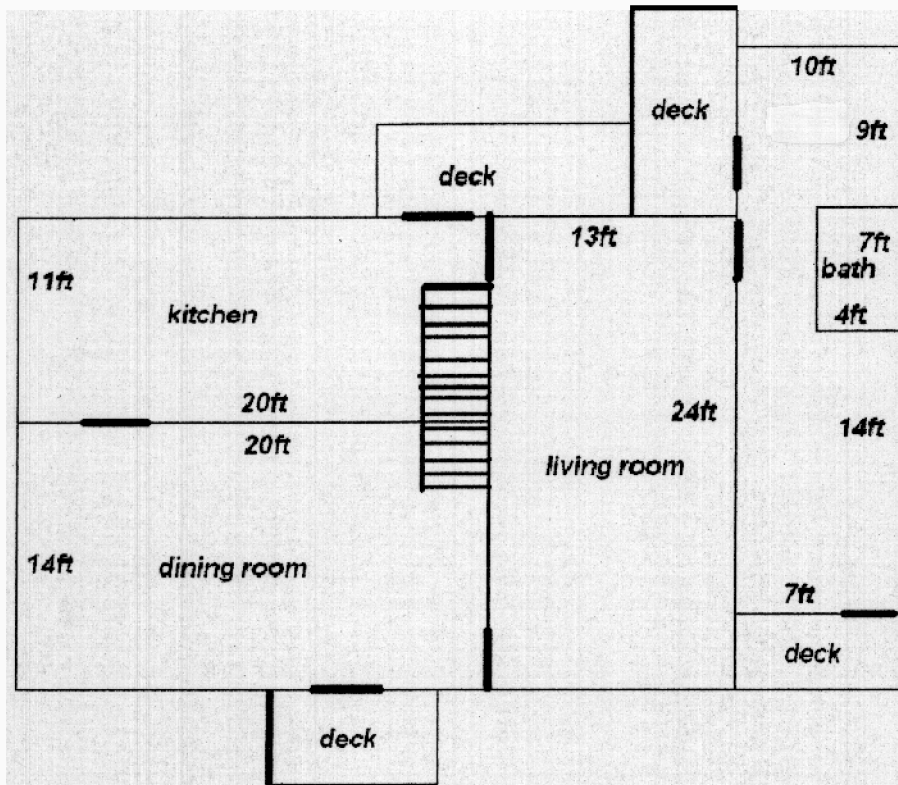 10ft
deck
9ft
deck
13ft
7ft
bath
11ft
kitchen
4ft
20ft
24ft
14ft
20ft
living room
14ft
dining room
7ft
deck
deck